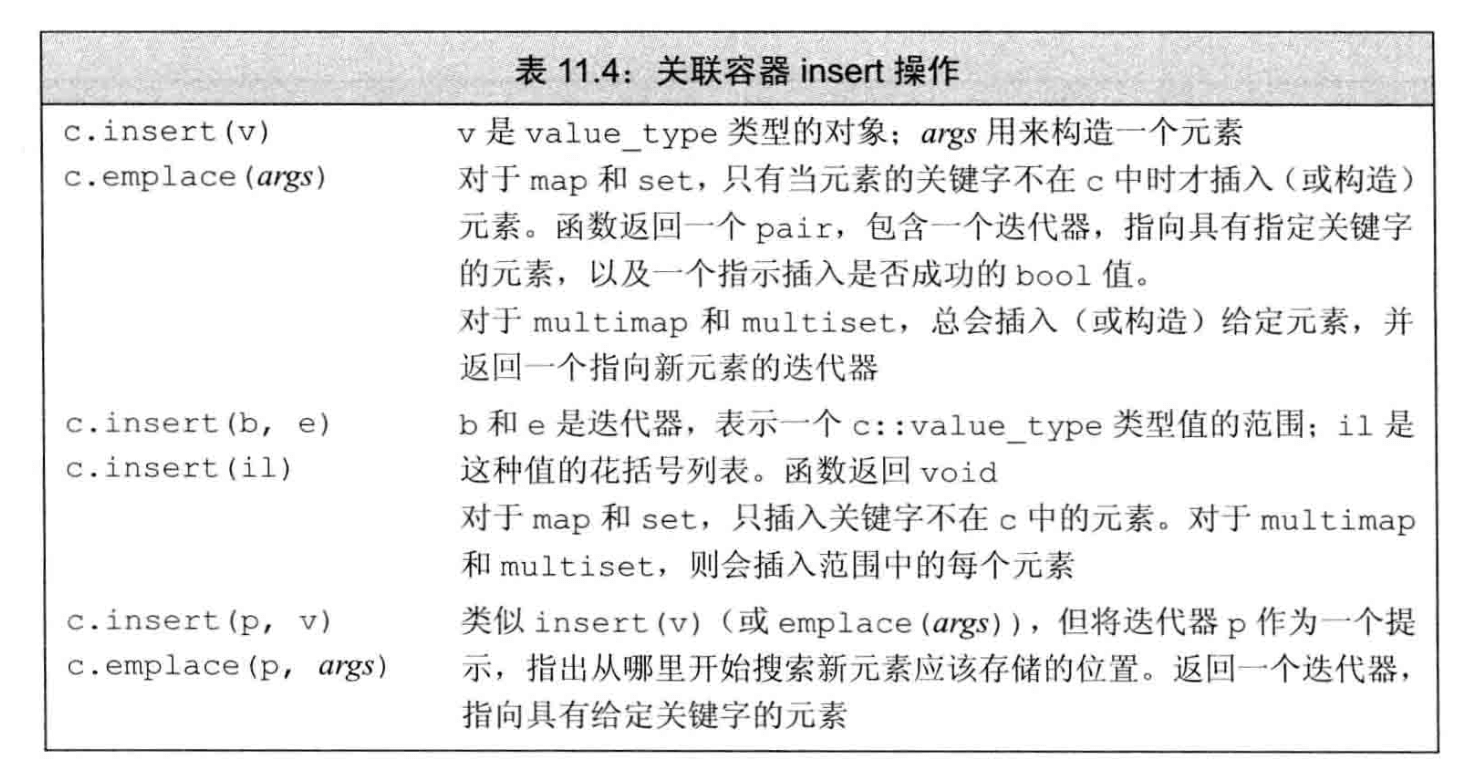 表 11.4：关联容器 insert 操作
c.insert(v) v 是 value_type 类型的对象；args 用来构造一个元素
c.emplace(args) 对于 map 和 set，只有当元素的关键字不在 c 中时才插入（或构造）
元素。函数返回一个 pair，包含一个迭代器，指向具有指定关键字
的元素，以及一个指示插入是否成功的 bool 值。
对于 multimap 和 multiset，总会插入（或构造）给定元素，并
返回一个指向新元素的迭代器
c.insert(b, e) b 和 e 是迭代器，表示一个 c::value_type 类型值的范围；il 是
c.insert(il) 这种值的花括号列表。函数返回 void
对于 map 和 set，只插入关键字不在 c 中的元素。对于 multimap
和 multiset，则会插入范围中的每个元素
c.insert(p, v) 类似 insert(v)（或 emplace(args)），但将迭代器 p 作为一个提
c.emplace(p, args) 示，指出从哪里开始搜索新元素应该存储的位置。返回一个迭代器，
指向具有给定关键字的元素